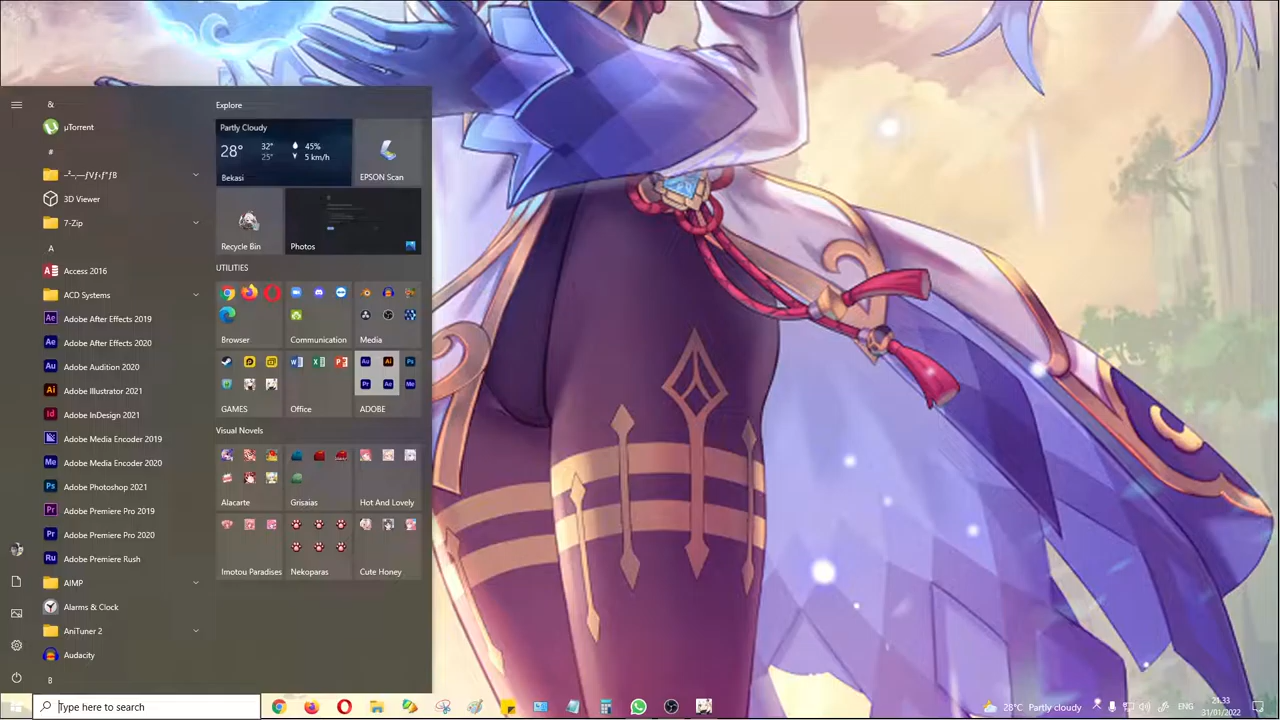 &
µTorrent
#
3D Viewer
7-Zip
A
Access 2016
ACD Systems
Adobe After Effects 2019
Adobe After Effects 2020
Adobe Audition 2020
Adobe Illustrator 2021
Adobe InDesign 2021
Adobe Media Encoder 2019
Adobe Media Encoder 2020
Adobe Photoshop 2021
Adobe Premiere Pro 2019
Adobe Premiere Pro 2020
Adobe Premiere Rush
AIMP
Alarms & Clock
AniTuner 2
Audacity
B
Explore
Partly Cloudy
28° 32° 45%
25° 5 km/h
Bekasi
EPSON Scan
Recycle Bin
Photos
UTILITIES
Browser
Communication
Media
GAMES
Office
ADOBE
Visual Novels
Alacarte
Grisaias
Hot And Lovely
Imotou Paradises
Nekoparas
Cute Honey
Type here to search
28°C Partly cloudy
ENG
21.33
31/01/2022